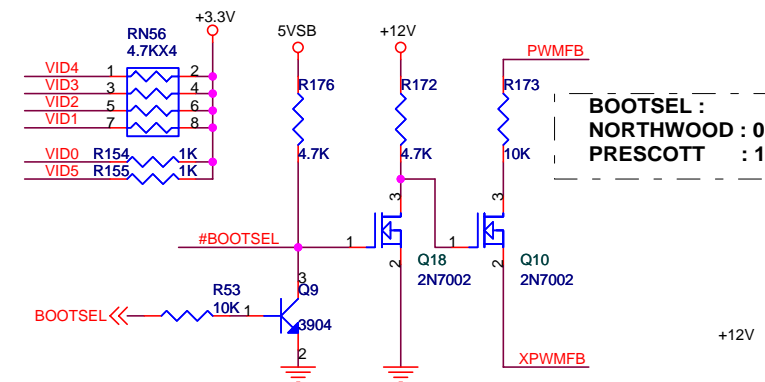 +3.3V
RN56
4.7KX4
5VSB
+12V
PWMFB
VID4 1 2
VID3 3 4
VID2 5 6
VID1 7 8
R176
R172
R173
BOOTSEL :
NORTHWOOD : 0
PRESCOTT : 1
VID0 R154 1K
VID5 R155 1K
4.7K
4.7K
10K
3
3
#BOOTSEL
1
1
2
2
Q18
2N7002
Q10
2N7002
R53
10K
1
3
Q9
3904
2
BOOTSEL
+12V
XPWMFB